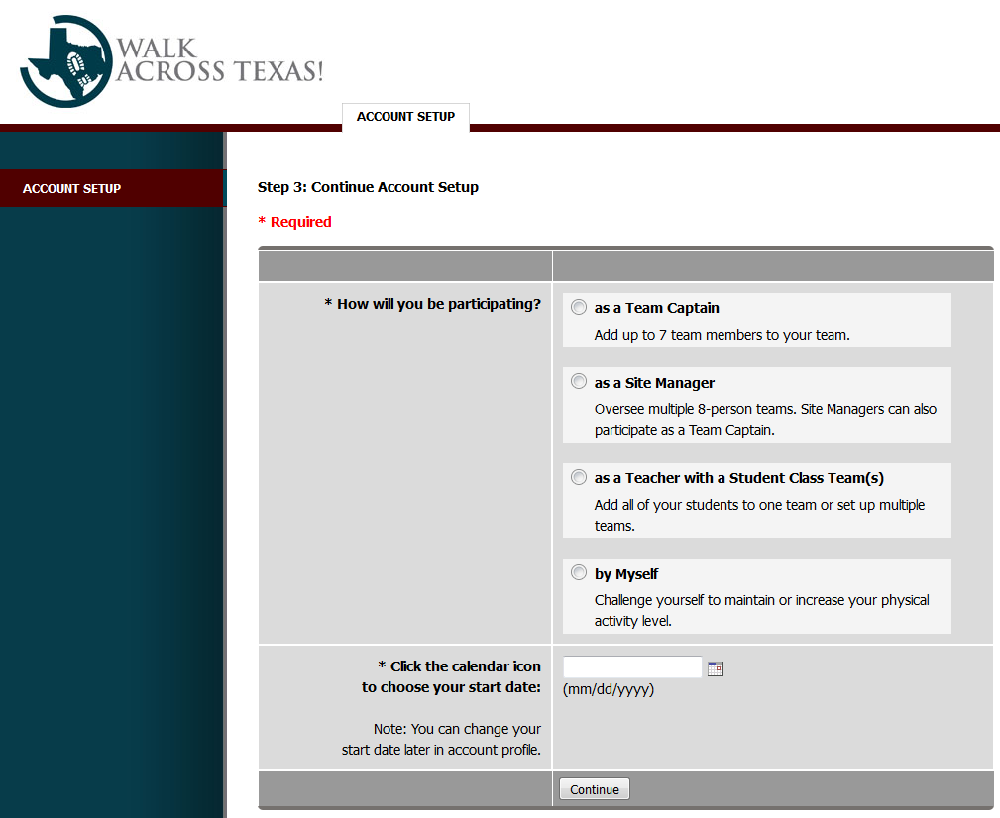 WALK
ACROSS TEXAS!
ACCOUNT SETUP
ACCOUNT SETUP
Step 3: Continue Account Setup
* Required
* How will you be participating?
as a Team Captain
Add up to 7 team members to your team.
as a Site Manager
Oversee multiple 8-person teams. Site Managers can also
participate as a Team Captain.
as a Teacher with a Student Class Team(s)
Add all of your students to one team or set up multiple
teams.
by Myself
Challenge yourself to maintain or increase your physical
activity level.
* Click the calendar icon
to choose your start date:
(mm/dd/yyyy)
Note: You can change your
start date later in account profile.
Continue